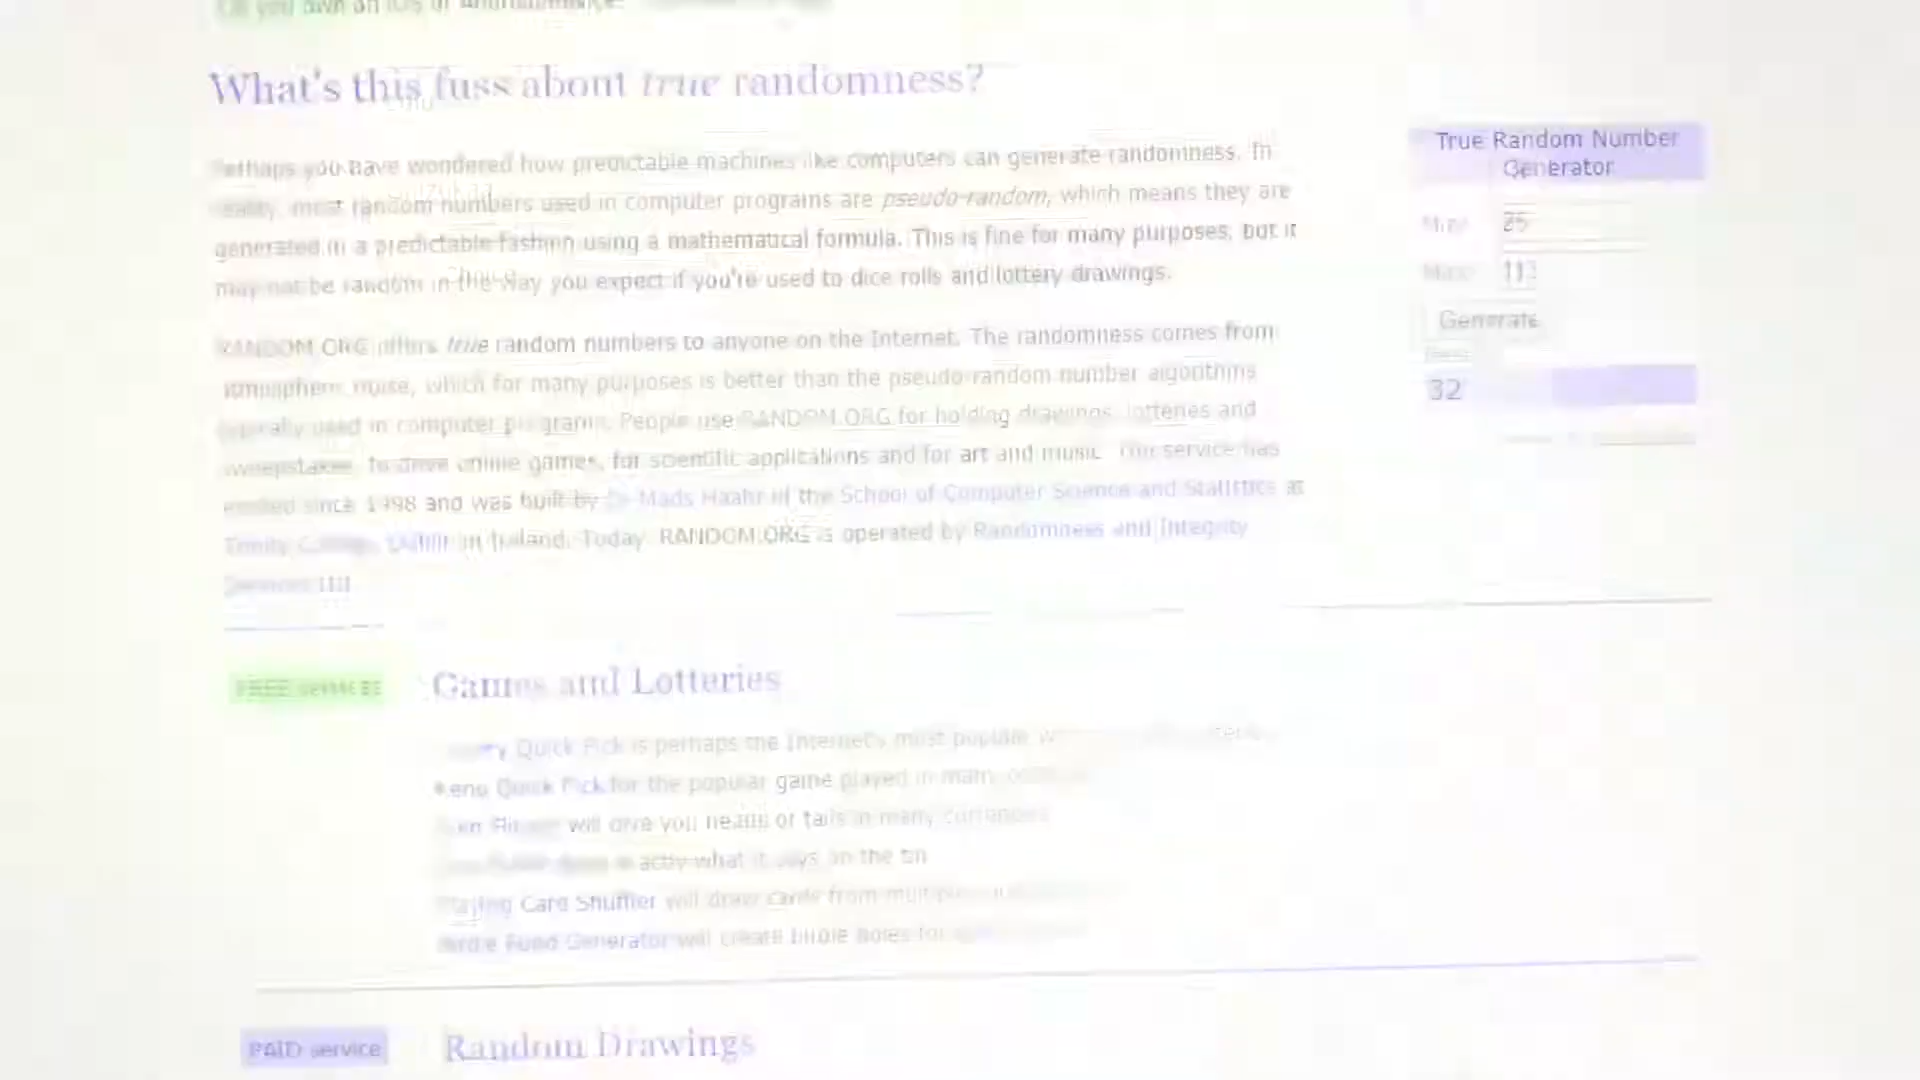 What's this fuss about true randomness?
Perhaps you have wondered how predictable machines like computers can generate randomness. In
reality, most random numbers used in computer programs are pseudo-random, which means they are
generated in a predictable fashion using a mathematical formula. This is fine for many purposes, but it
may not be random in the way you expect if you're used to dice rolls and lottery drawings.
RANDOM.ORG offers true random numbers to anyone on the Internet. The randomness comes from
atmospheric noise, which for many purposes is better than the pseudo-random number algorithms
typically used in computer programs. People use RANDOM.ORG for holding drawings, lotteries and
sweepstakes, to drive online games, for scientific applications and for art and music. The service has
existed since 1998 and was built by Dr Mads Haahr of the School of Computer Science and Statistics at
Trinity College, Dublin in Ireland. Today, RANDOM.ORG is operated by Randomness and Integrity
True Random Number
Generator
Min: 25
Generate
32
FREE services
Games and Lotteries
Quick Pick is perhaps the Internet's most popular
Keno Quick Pick for the popular game played in many
will give you heads or tails in many currencies
what it says on the tin
Playing Card Shuffler will draw cards from multiple
Birdie Fund Generator will create birdie holes for
PAID service
Random Drawings